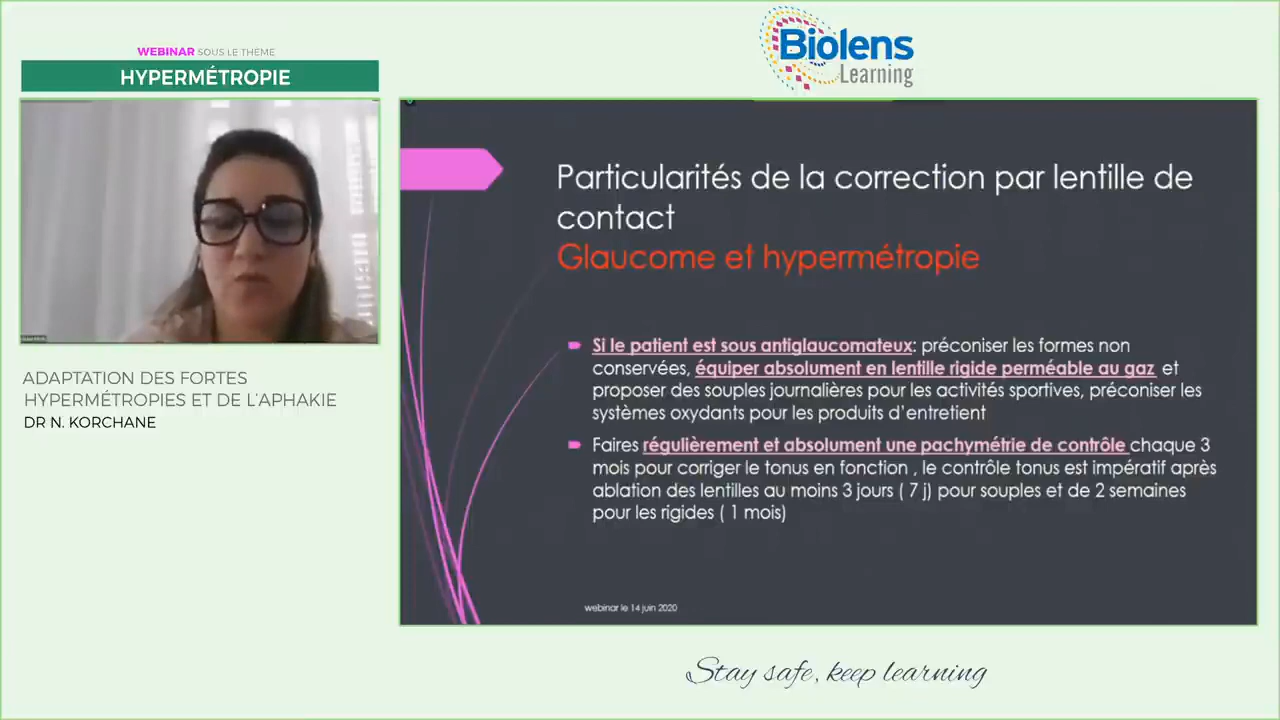 WEBINAR SOUS LE THÈME
HYPERMÉTROPIE
Biolens
Learning
ADAPTATION DES FORTES
HYPERMÉTROPIES ET DE L'APHAKIE
DR N. KORCHANE
Particularités de la correction par lentille de
contact
Glaucome et hypermétropie
Si le patient est sous antiglaucomateux: préconiser les formes non
conservées, équiper absolument en lentille rigide perméable au gaz et
proposer des souples journalières pour les activités sportives, préconiser les
systèmes oxydants pour les produits d'entretient
Faires régulièrement et absolument une pachymétrie de contrôle chaque 3
mois pour corriger le tonus en fonction , le contrôle tonus est impératif après
ablation des lentilles au moins 3 jours ( 7 j) pour souples et de 2 semaines
pour les rigides ( 1 mois)
webinar le 14 juin 2020
Stay safe, keep learning